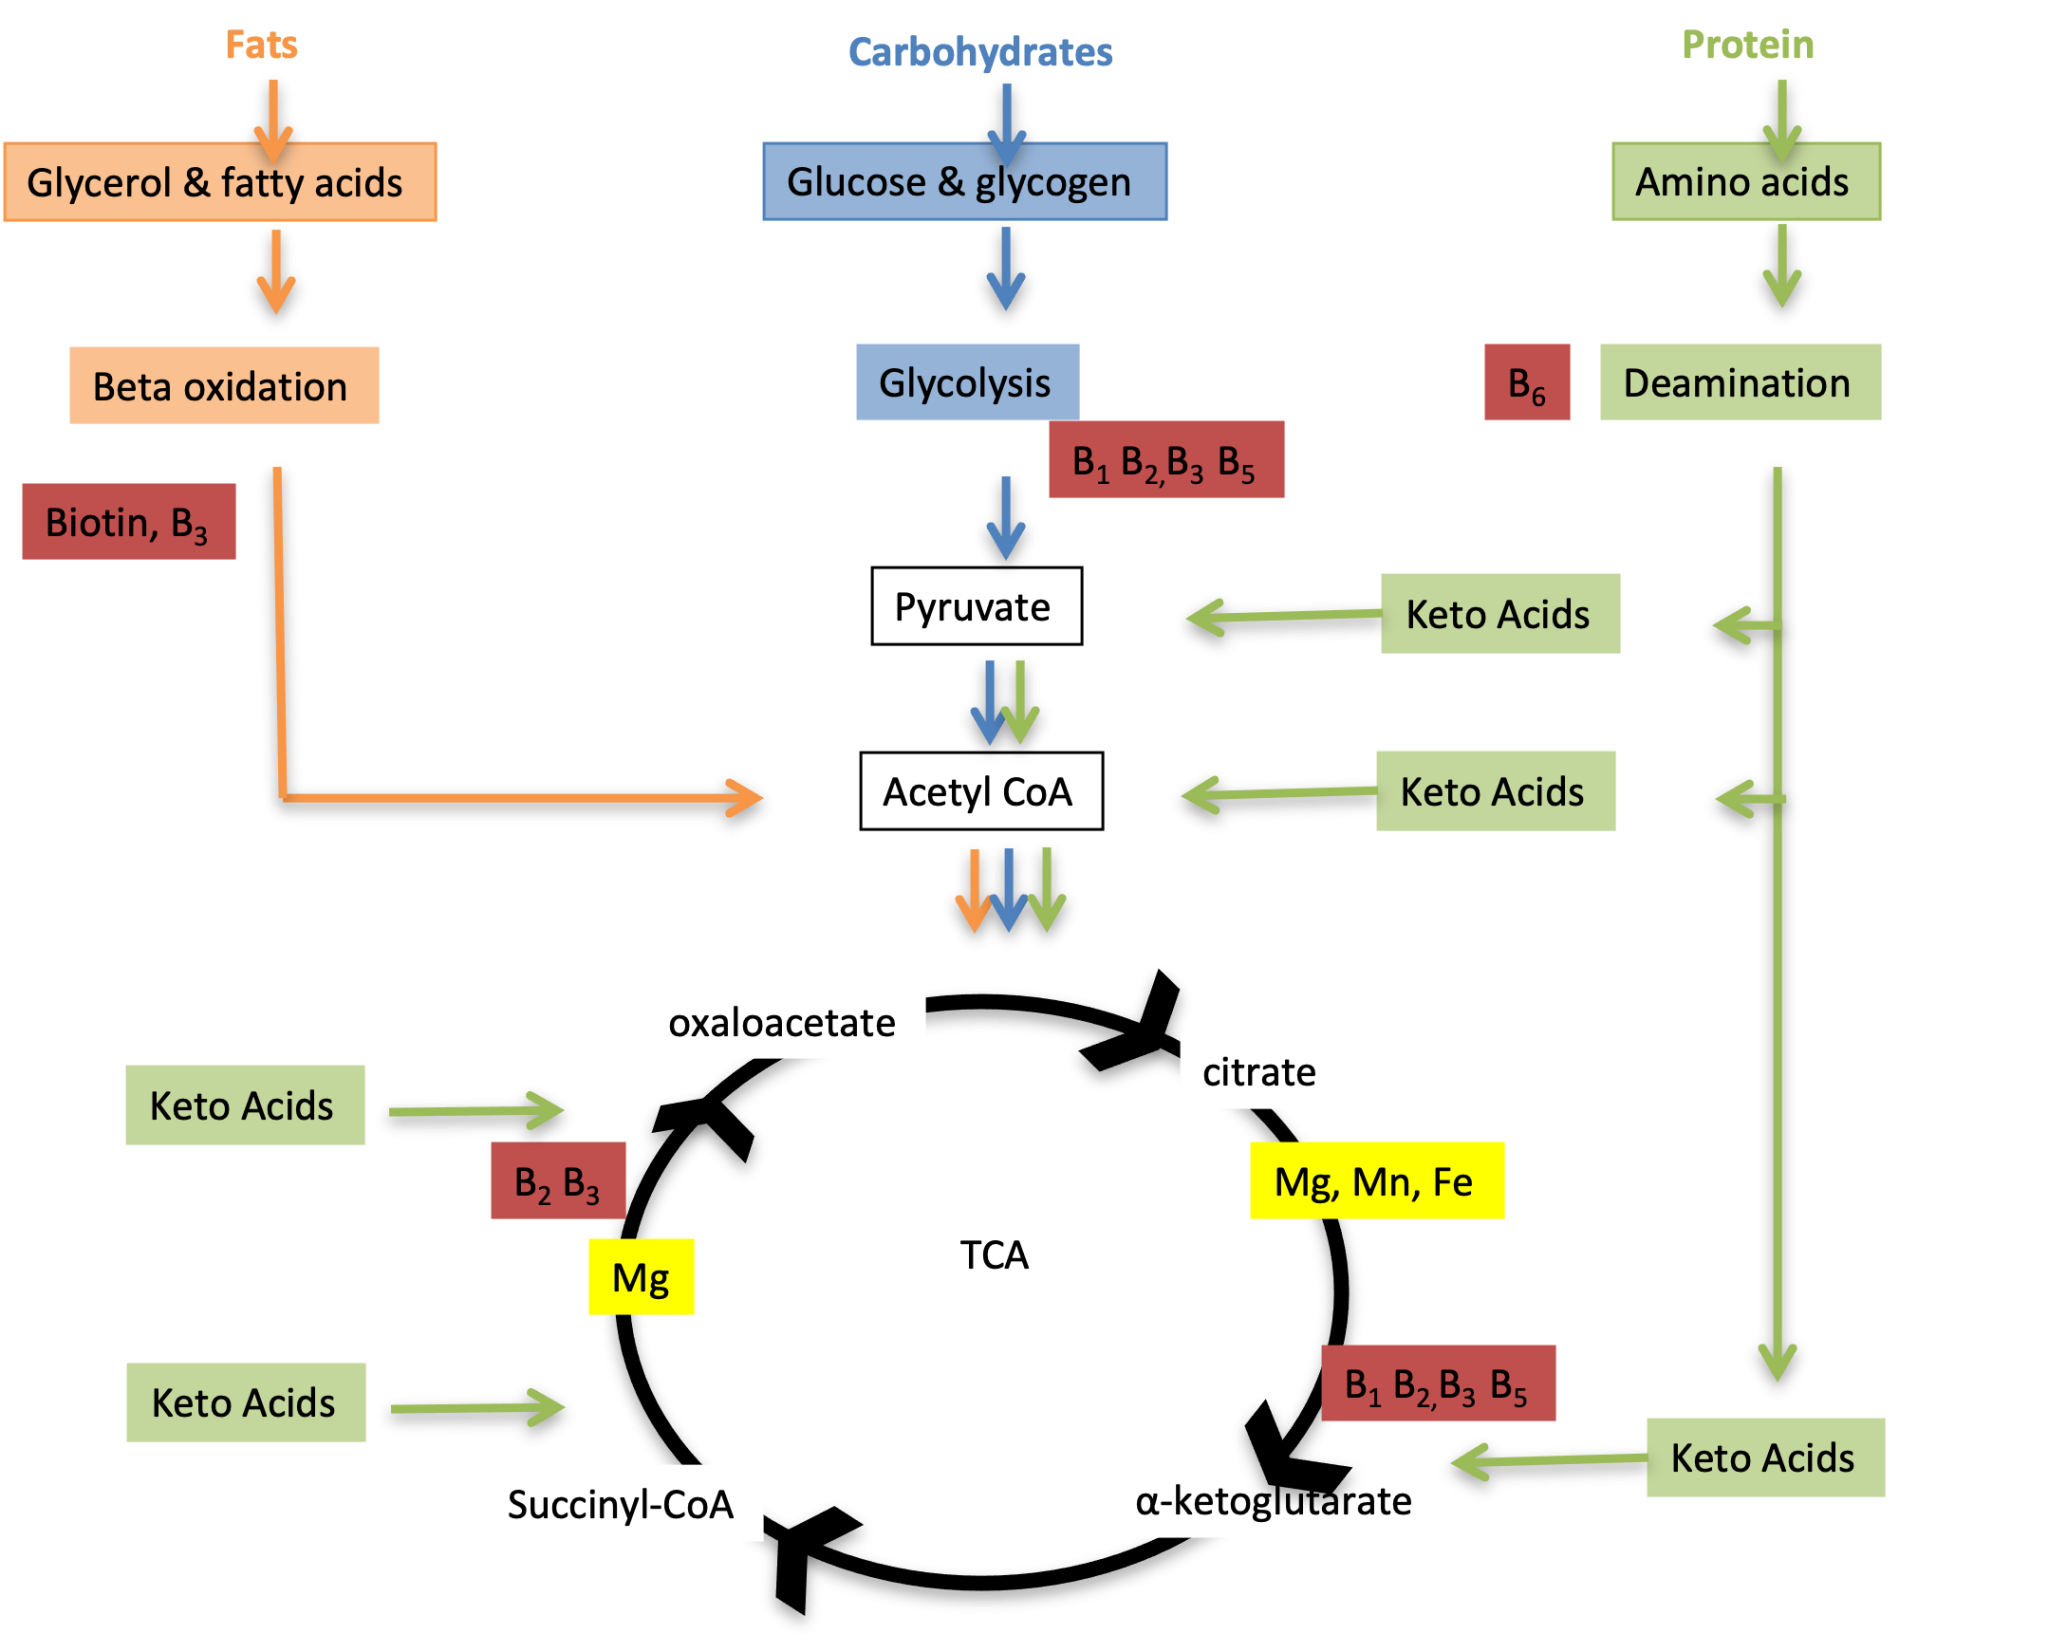 Fats
Carbohydrates
Protein
Glycerol & fatty acids
Glucose & glycogen
Amino acids
Beta oxidation
Glycolysis
B₆
Deamination
B₁ B₂,B₃ B₅
Biotin, B₃
Pyruvate
Keto Acids
Acetyl CoA
Keto Acids
oxaloacetate
citrate
Keto Acids
B₂ B₃
Mg, Mn, Fe
TCA
Mg
B₁ B₂,B₃ B₅
Keto Acids
Keto Acids
Succinyl-CoA
α-ketoglutarate